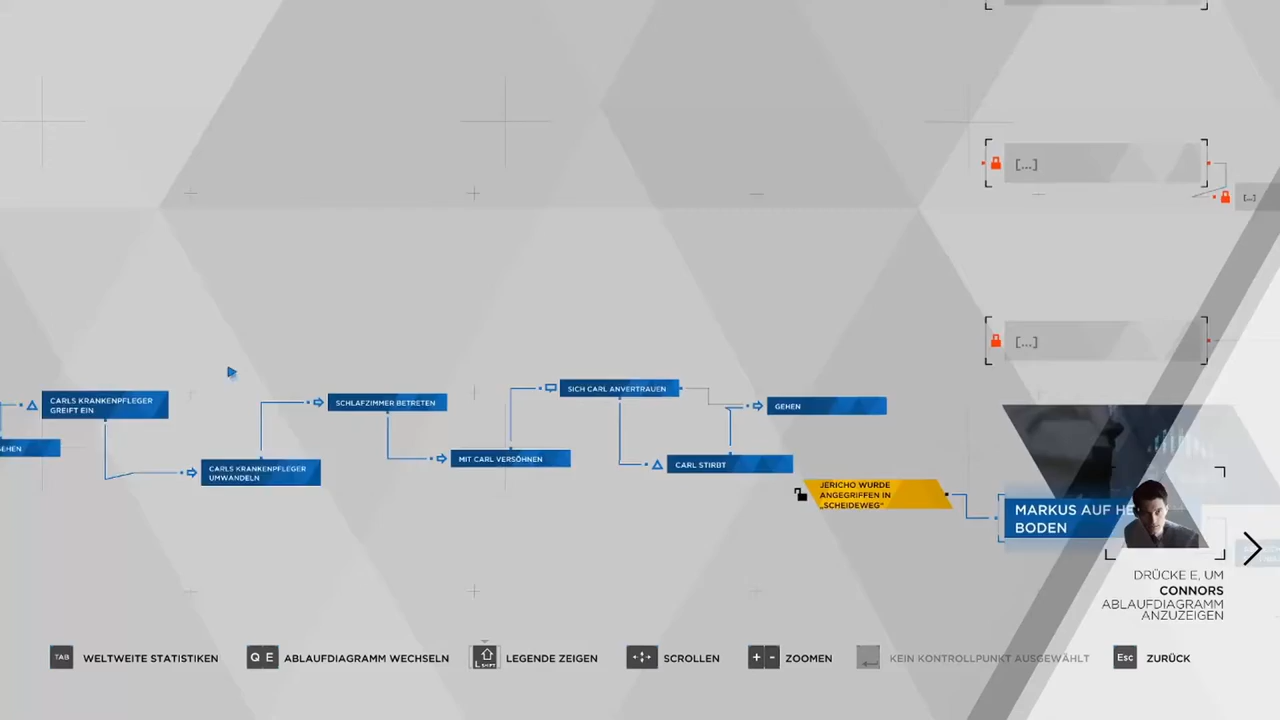 [...]
[...]
[...]
CARLS KRANKENPFLEGER
GREIFT EIN
EHEN
CARLS KRANKENPFLEGER
UMWANDELN
SCHLAFZIMMER BETRETEN
MIT CARL VERSÖHNEN
SICH CARL ANVERTRAUEN
CARL STIRBT
GEHEN
JERICHO WURDE
ANGEGRIFFEN IN
„SCHEIDEWEG“
MARKUS AUF HE
BODEN
DRÜCKE E, UM
CONNORS
ABLAUFDIAGRAMM
ANZUZEIGEN
TAB WELTWEITE STATISTIKEN
Q E ABLAUFDIAGRAMM WECHSELN
L SHIFT LEGENDE ZEIGEN
SCROLLEN
+ - ZOOMEN
KEIN KONTROLLPUNKT AUSGEWÄHLT
Esc ZURÜCK